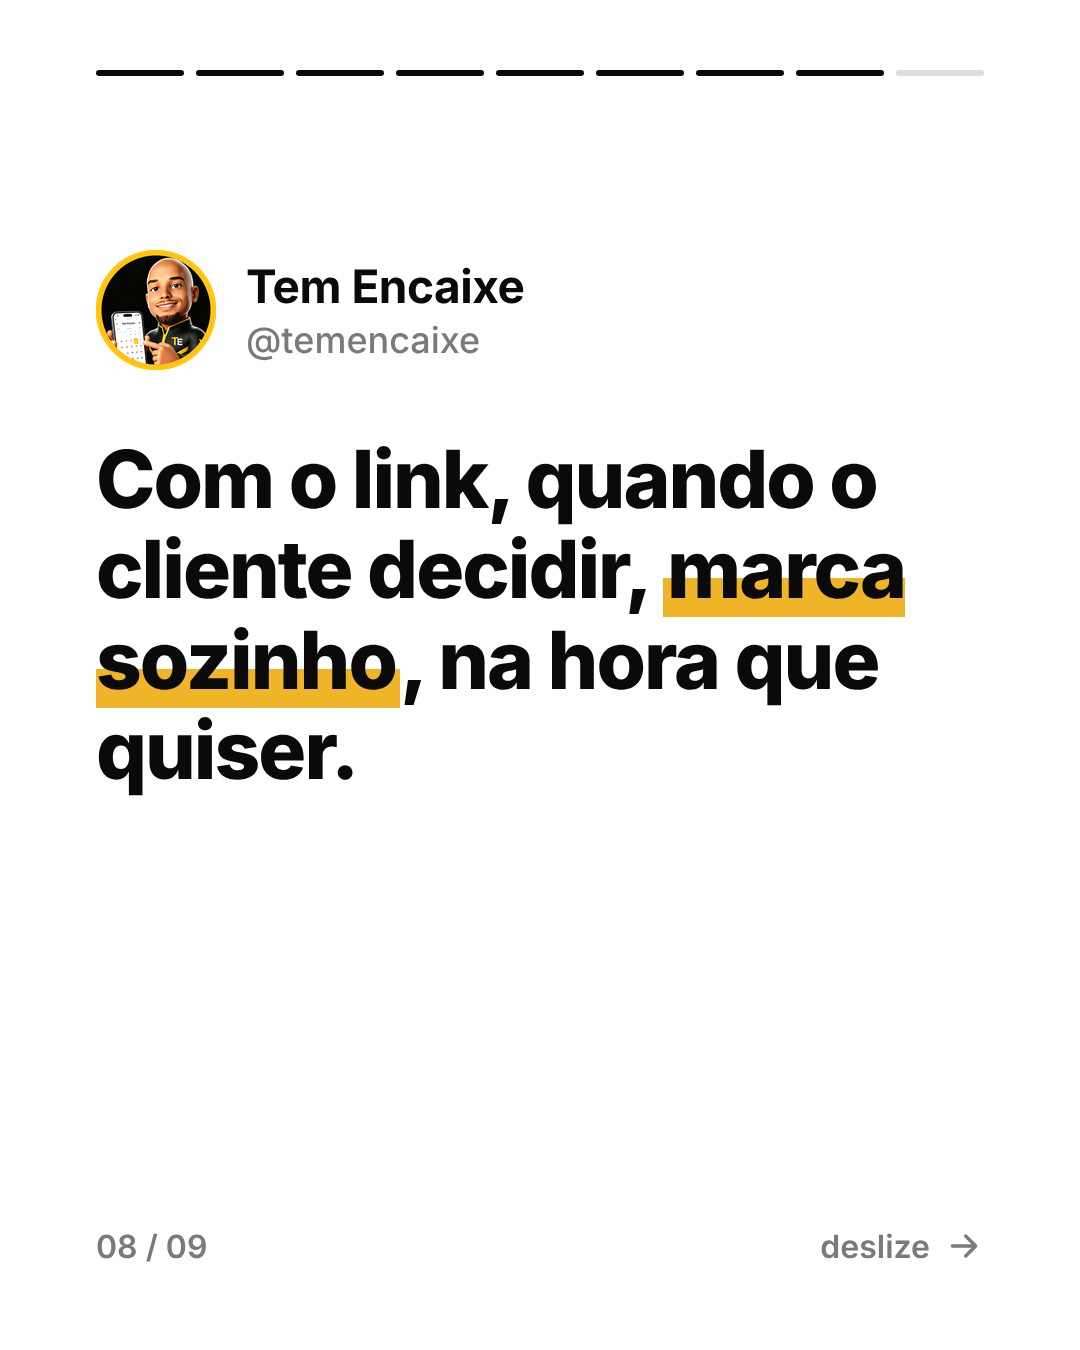 Tem Encaixe
@temencaixe
Com o link, quando o
cliente decidir, marca
sozinho, na hora que
quiser.
08 / 09
deslize →